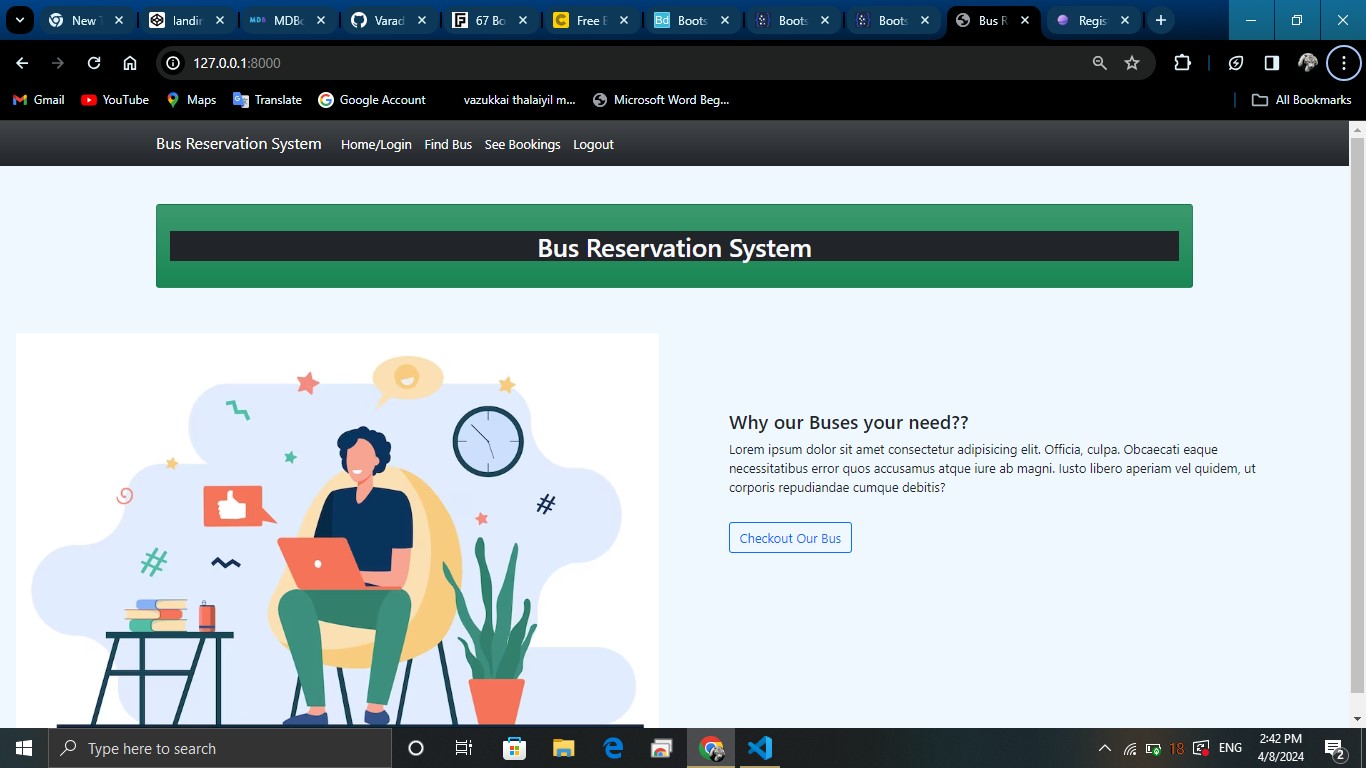 New T
landir
MDBo
Varad
67 Bo
Free B
Boots
Boots
Boots
Bus R
Regist
127.0.0.1:8000
Gmail YouTube Maps Translate Google Account vazukkai thalaiyil m... Microsoft Word Beg... All Bookmarks
Bus Reservation System Home/Login Find Bus See Bookings Logout
Bus Reservation System
Why our Buses your need??
Lorem ipsum dolor sit amet consectetur adipisicing elit. Officia, culpa. Obcaecati eaque
necessitatibus error quos accusamus atque iure ab magni. Iusto libero aperiam vel quidem, ut
corporis repudiandae cumque debitis?
Checkout Our Bus
Type here to search
18 ENG
2:42 PM
4/8/2024
2